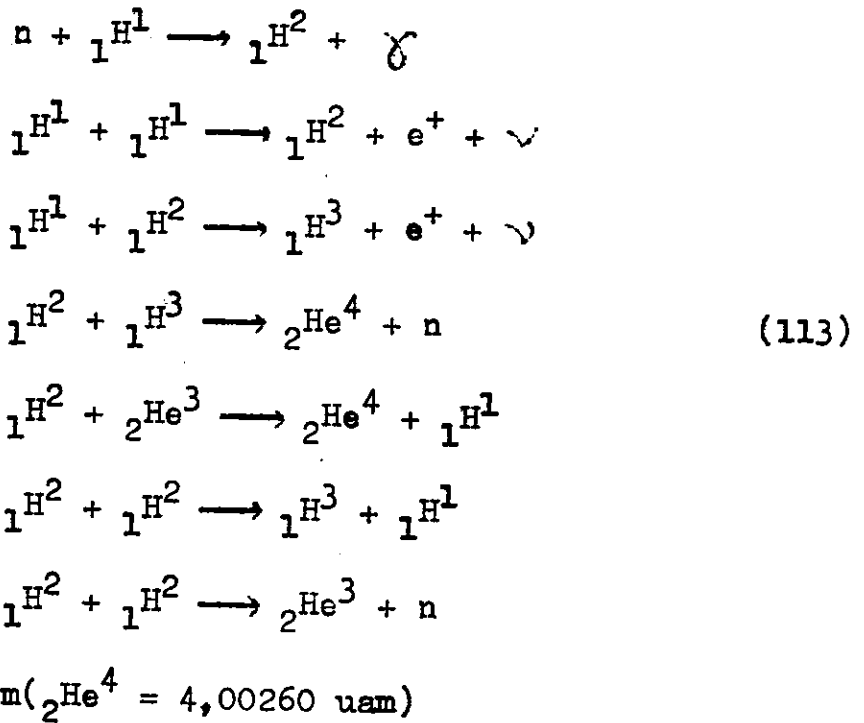 n + ₁H¹ ⟶ ₁H² + γ
₁H¹ + ₁H¹ ⟶ ₁H² + e⁺ + ν
₁H¹ + ₁H² ⟶ ₁H³ + e⁺ + ν
₁H² + ₁H³ ⟶ ₂He⁴ + n (113)
₁H² + ₂He³ ⟶ ₂He⁴ + ₁H¹
₁H² + ₁H² ⟶ ₁H³ + ₁H¹
₁H² + ₁H² ⟶ ₂He³ + n
m(₂He⁴ = 4,00260 uam)